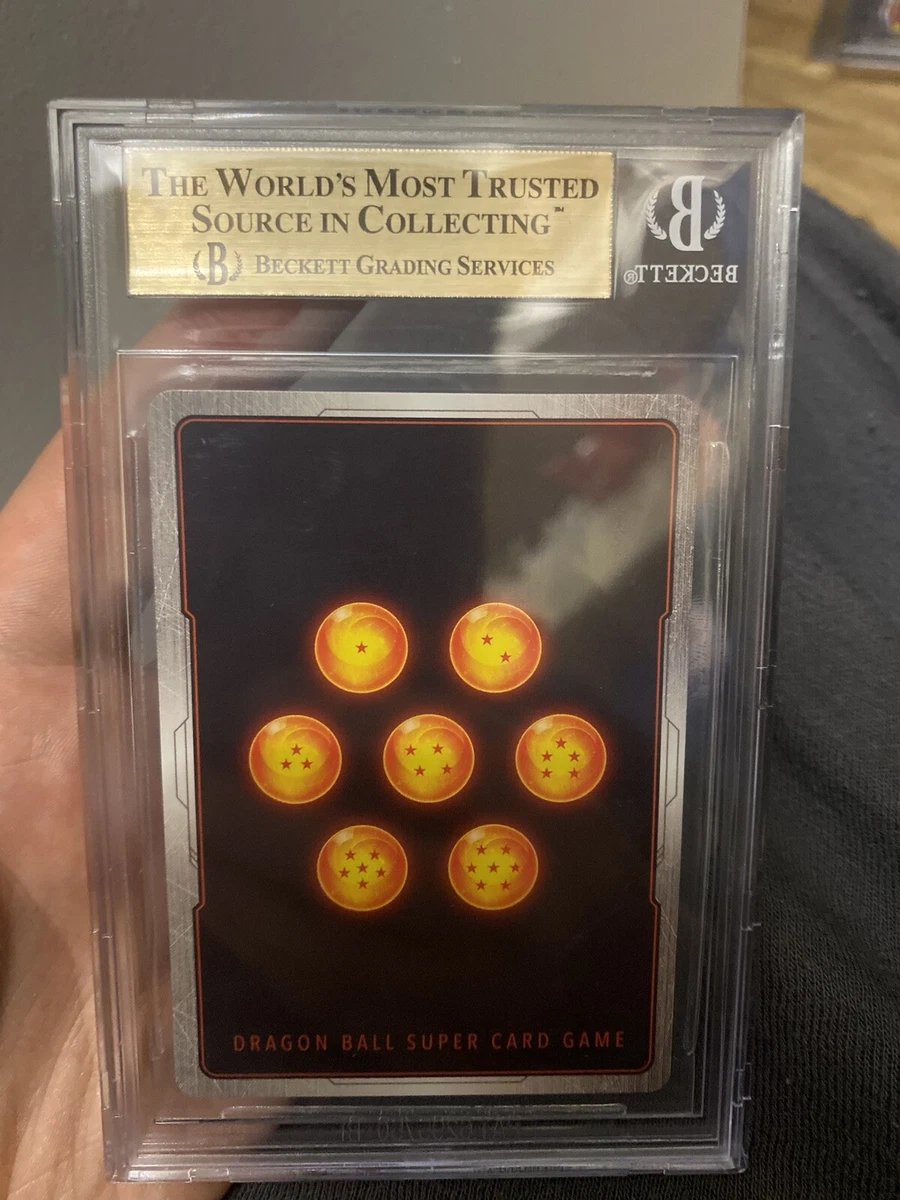 THE WORLD'S MOST TRUSTED
SOURCE IN COLLECTING™
B BECKETT GRADING SERVICES
B
BECKETT®
DRAGON BALL SUPER CARD GAME